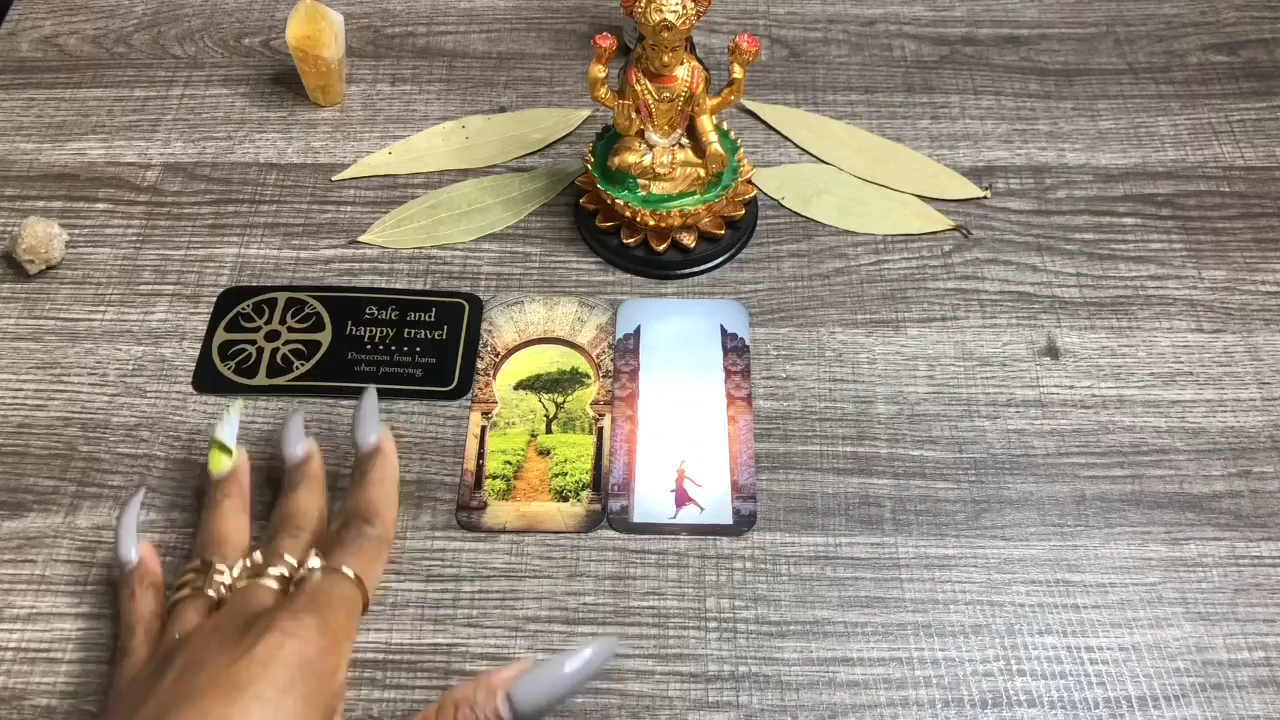 Safe and
happy travel
Protection from harm
when journeying.